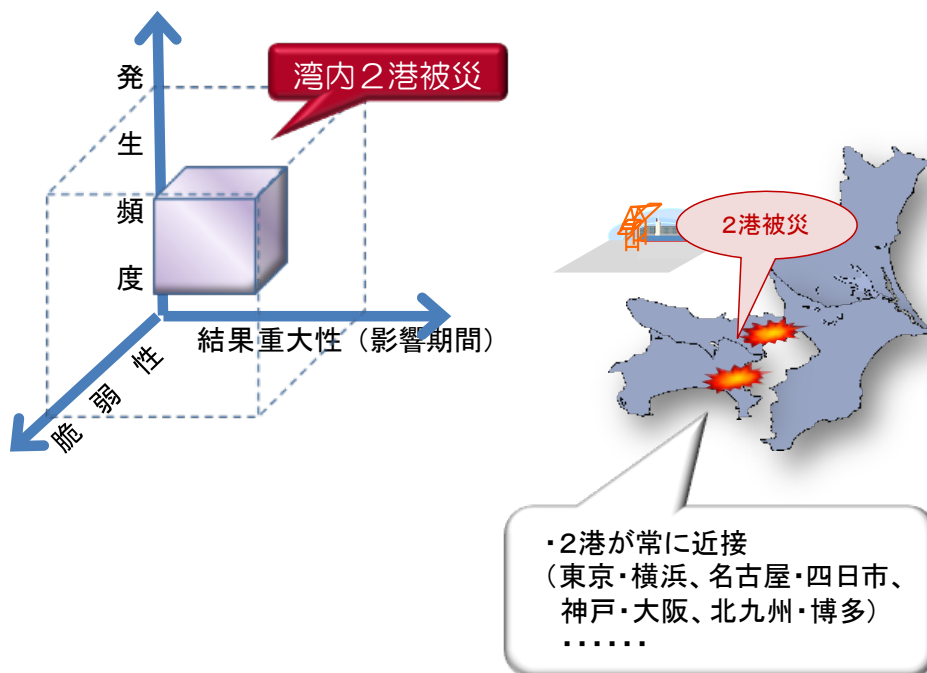 湾内２港被災
発生頻度
結果重大性（影響期間）
脆弱性
2港被災
・2港が常に近接
（東京・横浜、名古屋・四日市、
神戸・大阪、北九州・博多）
・・・・・・